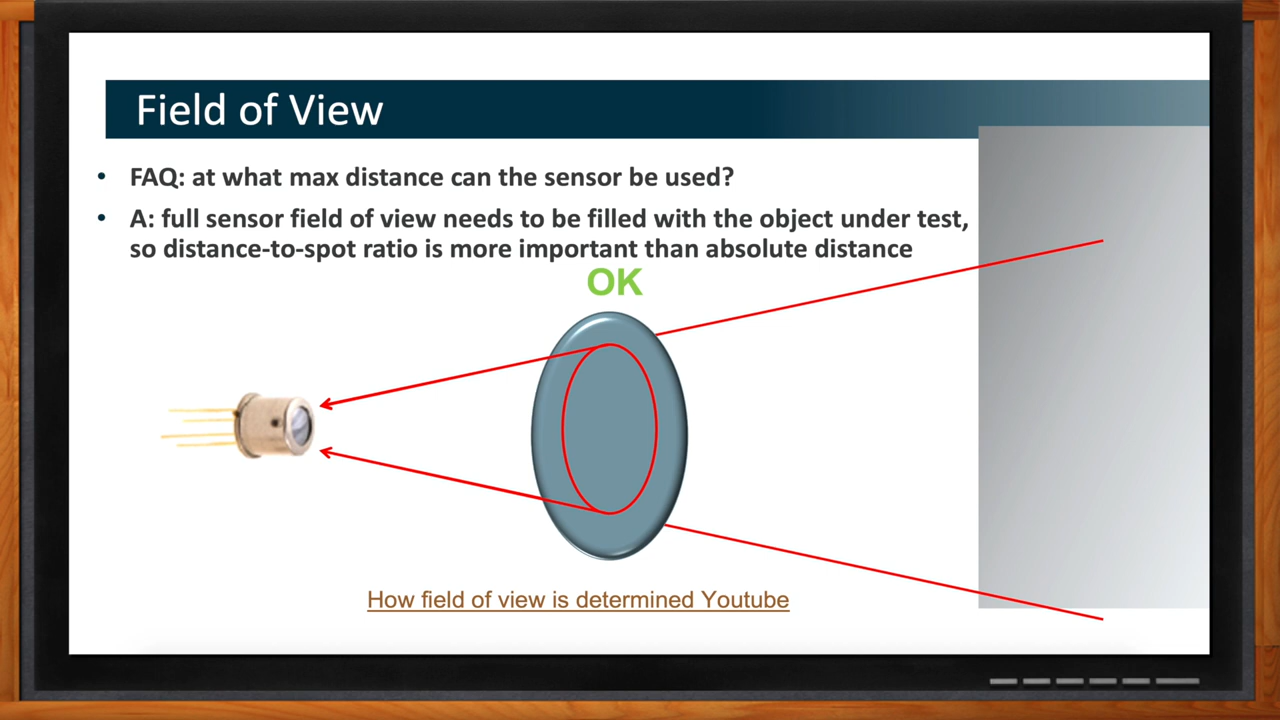 Field of View
• FAQ: at what max distance can the sensor be used?
• A: full sensor field of view needs to be filled with the object under test,
so distance-to-spot ratio is more important than absolute distance
OK
How field of view is determined Youtube